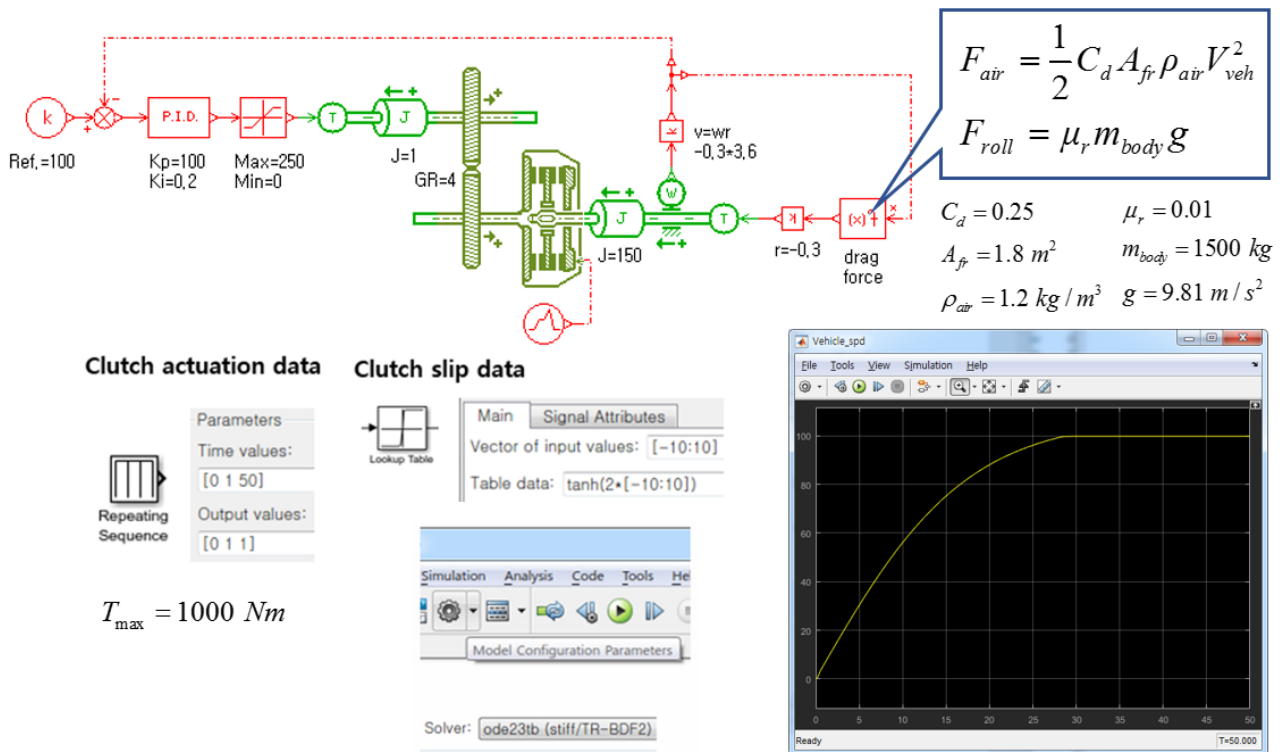 k
Ref.=100
+
-
P.I.D.
Kp=100
Ki=0.2
Max=250
Min=0
T
+
J
J=1
+
GR=4
+
+
J
J=150
v=wr
-0.3*3.6
W
+
T
r=-0.3
x
drag
force
F_air = 1/2 C_d A_fr ρ_air V_veh^2
F_roll = μ_r m_body g
C_d = 0.25
μ_r = 0.01
A_fr = 1.8 m^2
m_body = 1500 kg
ρ_air = 1.2 kg / m^3
g = 9.81 m / s^2
Clutch actuation data
Parameters
Time values:
[0 1 50]
Output values:
[0 1 1]
Repeating
Sequence
T_max = 1000 Nm
Clutch slip data
Lookup Table
Main Signal Attributes
Vector of input values: [-10:10]
Table data: tanh(2*[-10:10])
Simulation Analysis Code Tools
Model Configuration Parameters
Solver: ode23tb (stiff/TR-BDF2)
Vehicle_spd
File Tools View Simulation Help
100
80
60
40
20
0
0 5 10 15 20 25 30 35 40 45 50
Ready
T=50.000